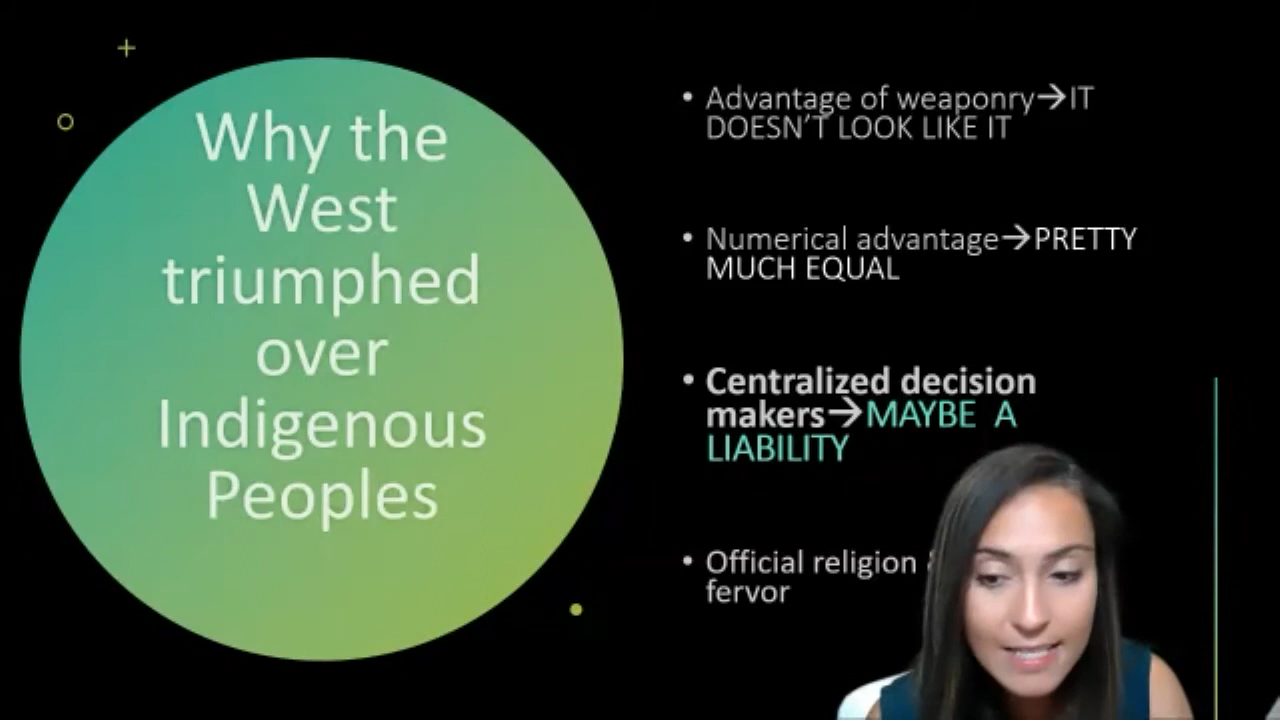 Why the
West
triumphed
over
Indigenous
Peoples
• Advantage of weaponry→IT
DOESN'T LOOK LIKE IT
• Numerical advantage→PRETTY
MUCH EQUAL
• Centralized decision
makers→MAYBE A
LIABILITY
• Official religion
fervor